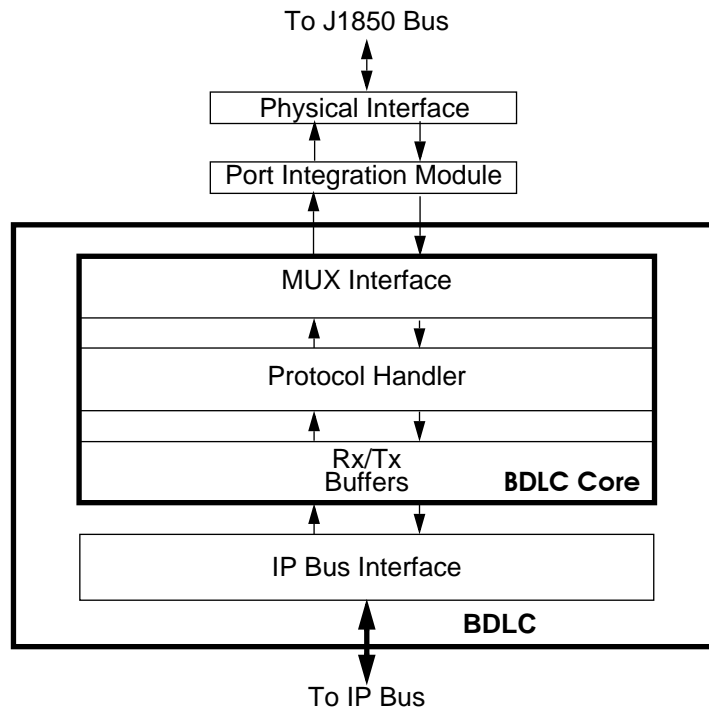 To J1850 Bus
Physical Interface
Port Integration Module
MUX Interface
Protocol Handler
Rx/Tx
Buffers
BDLC Core
IP Bus Interface
BDLC
To IP Bus